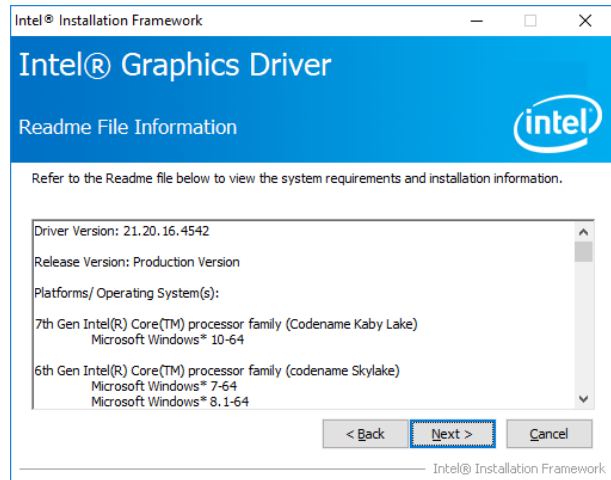 Intel® Installation Framework
Intel® Graphics Driver
Readme File Information
intel®
Refer to the Readme file below to view the system requirements and installation information.
Driver Version: 21.20.16.4542
Release Version: Production Version
Platforms/ Operating System(s):
7th Gen Intel(R) Core(TM) processor family (Codename Kaby Lake)
Microsoft Windows* 10-64
6th Gen Intel(R) Core(TM) processor family (codename Skylake)
Microsoft Windows* 7-64
Microsoft Windows* 8.1-64
< Back Next > Cancel
Intel® Installation Framework